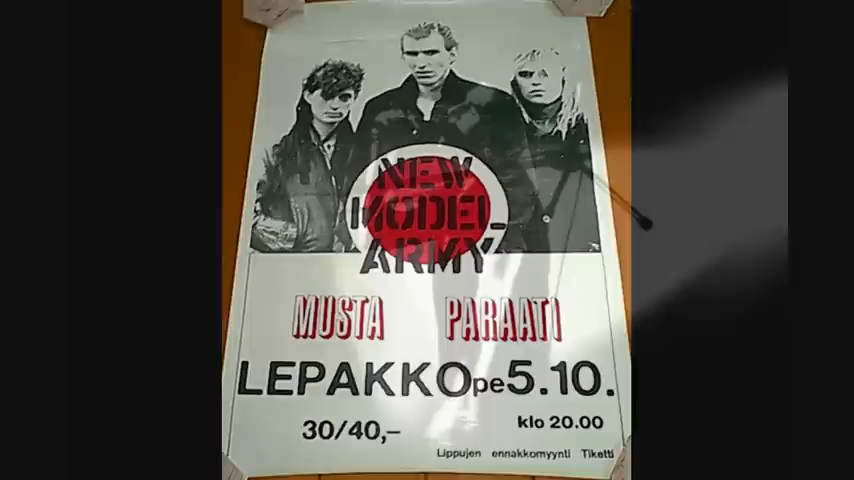 NEW
MODEL
ARMY
MUSTA PARAATI
LEPAKKO pe 5.10.
30/40,–
klo 20.00
Lippujen ennakkomyynti Tiketti